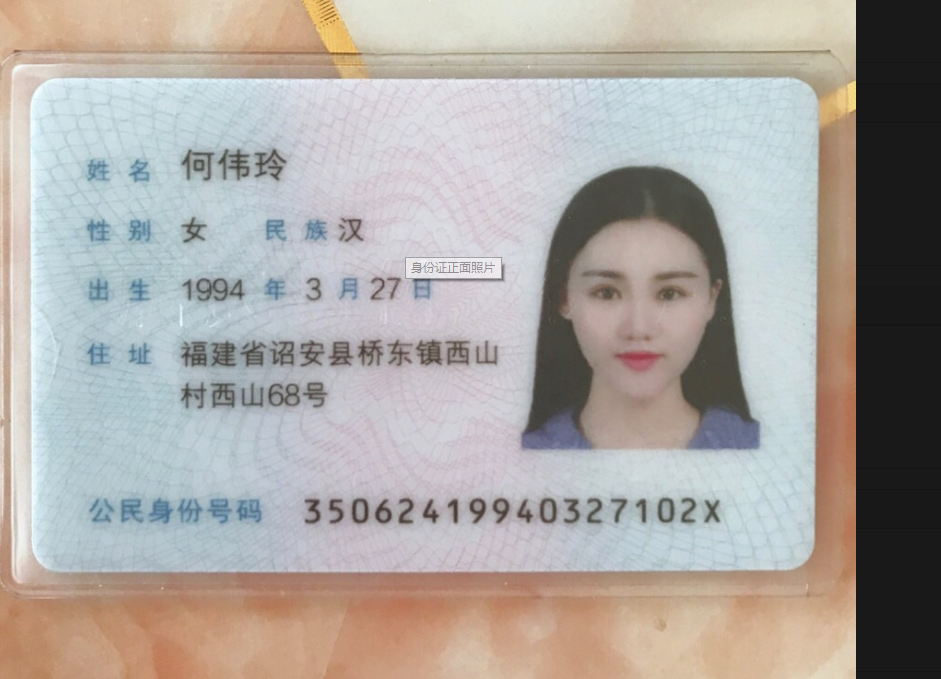 姓名 何伟玲
性别 女 民族 汉
身份证正面照片
出生 1994 年 3 月 27 日
住址 福建省诏安县桥东镇西山
村西山68号
公民身份号码 35062419940327102X